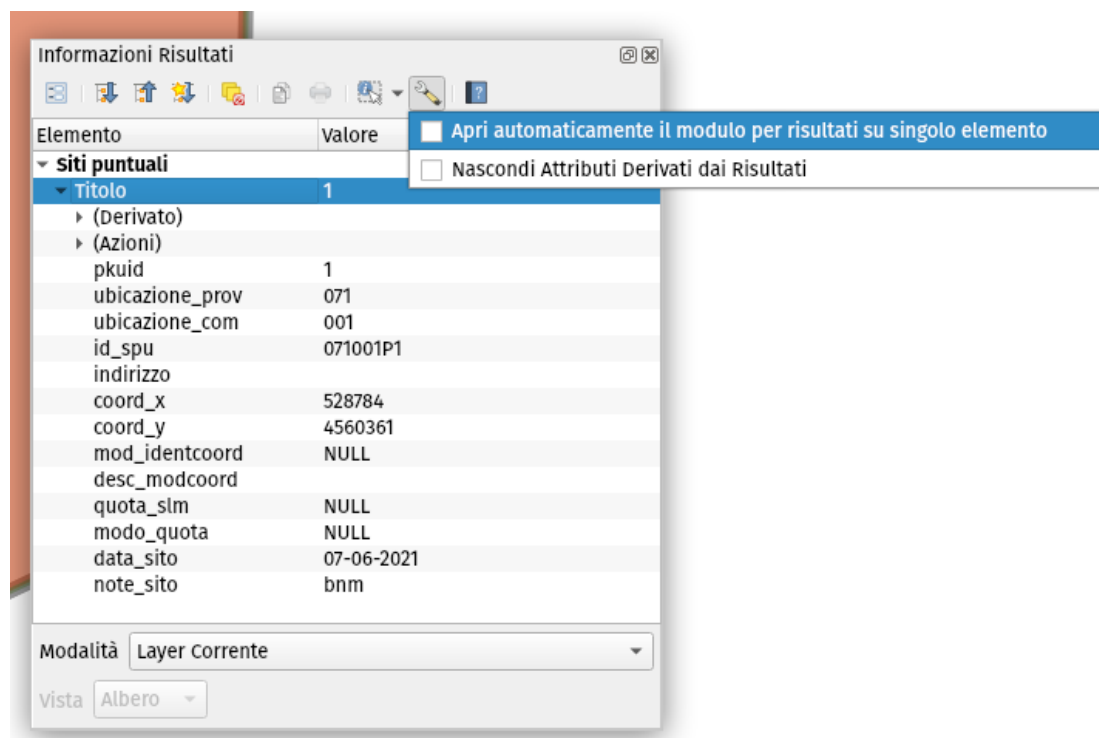 Informazioni Risultati
Elemento Valore
Apri automaticamente il modulo per risultati su singolo elemento
Nascondi Attributi Derivati dai Risultati
Siti puntuali
Titolo 1
(Derivato)
(Azioni)
pkuid 1
ubicazione_prov 071
ubicazione_com 001
id_spu 071001P1
indirizzo
coord_x 528784
coord_y 4560361
mod_identcoord NULL
desc_modcoord
quota_slm NULL
modo_quota NULL
data_sito 07-06-2021
note_sito bnm
Modalità Layer Corrente
Vista Albero